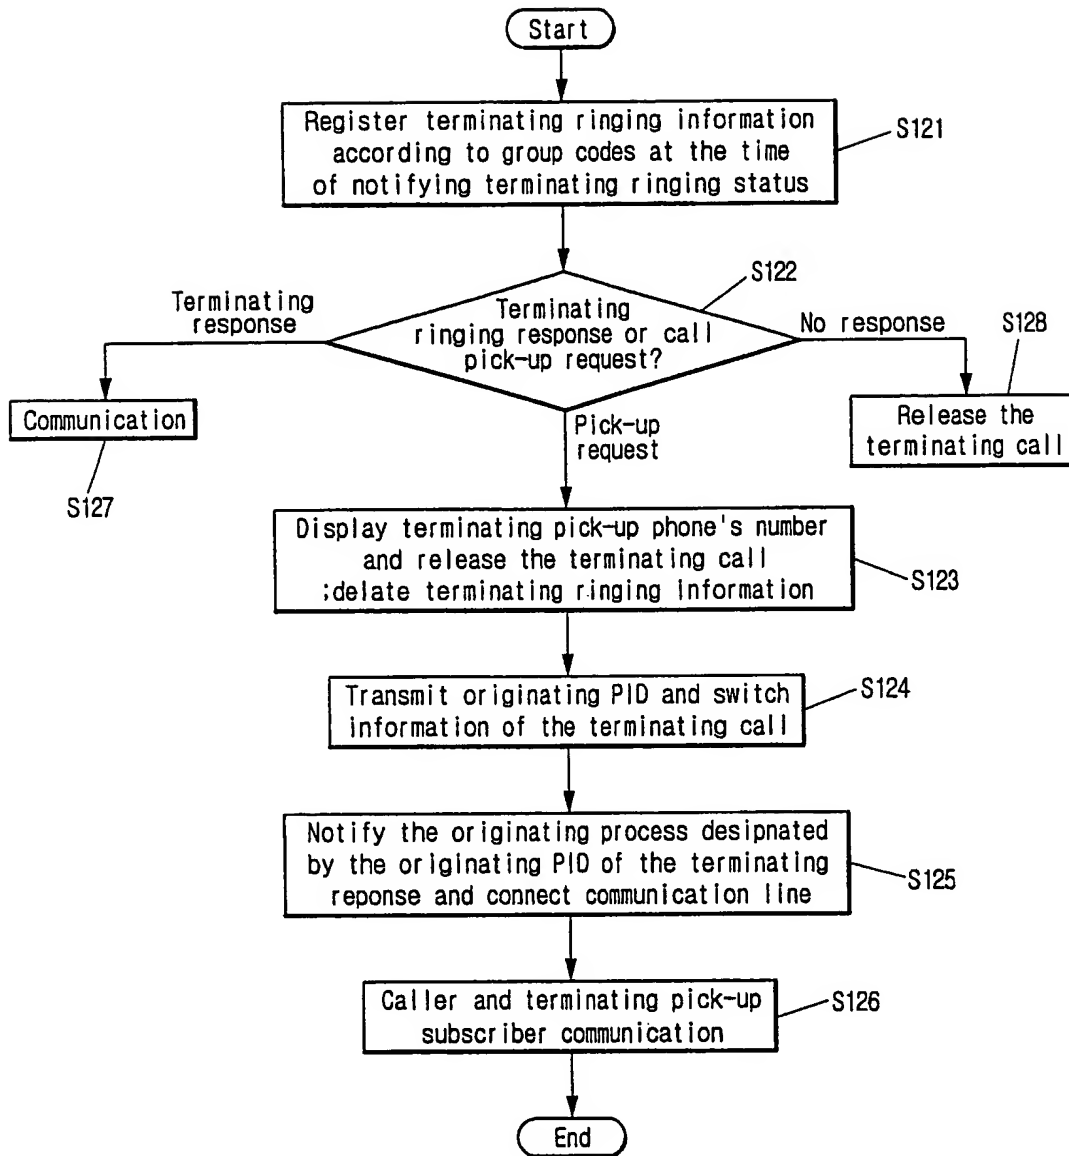 Start
Register terminating ringing information
according to group codes at the time
of notifying terminating ringing status
S121
S122
Terminating
ringing response or call
pick-up request?
Terminating
response
Communication
S127
No response
S128
Release the
terminating call
Pick-up
request
Display terminating pick-up phone's number
and release the terminating call
;delate terminating ringing information
S123
Transmit originating PID and switch
information of the terminating call
S124
Notify the originating process desipnated
by the originating PID of the terminating
reponse and connect communication line
S125
Caller and terminating pick-up
subscriber communication
S126
End